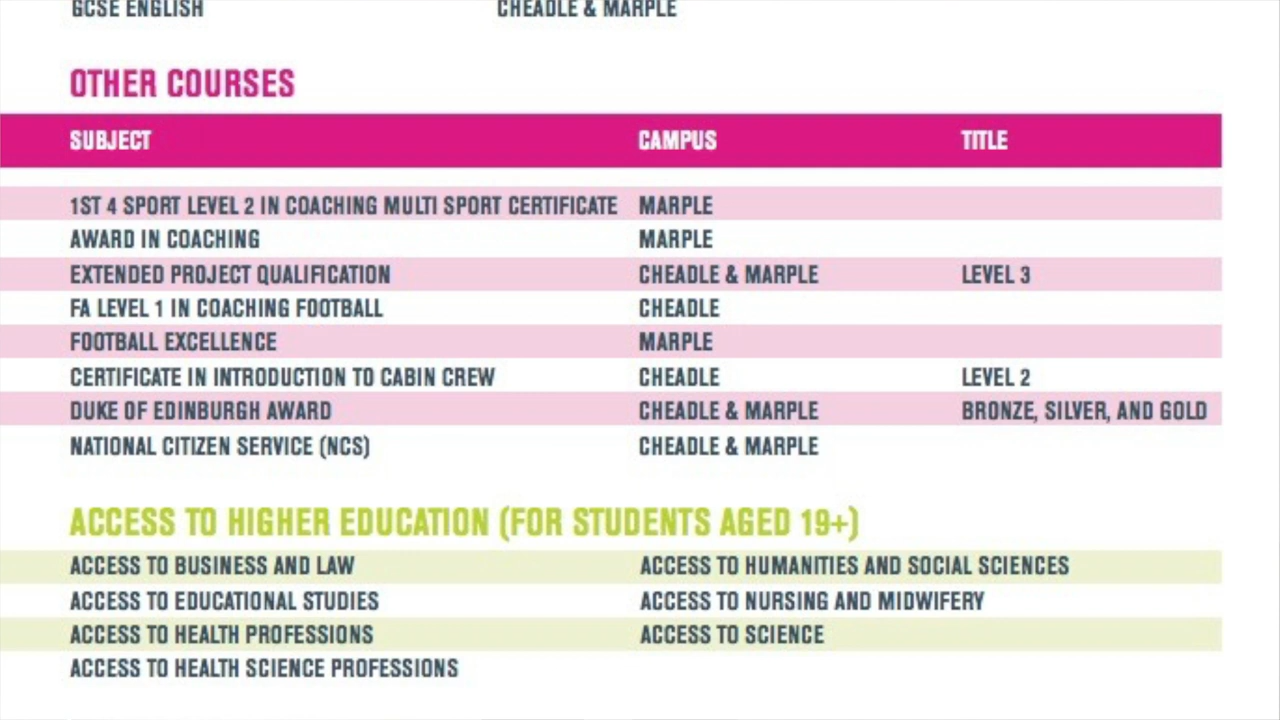 GCSE ENGLISH CHEADLE & MARPLE
OTHER COURSES
SUBJECT CAMPUS TITLE
1ST 4 SPORT LEVEL 2 IN COACHING MULTI SPORT CERTIFICATE MARPLE
AWARD IN COACHING MARPLE
EXTENDED PROJECT QUALIFICATION CHEADLE & MARPLE LEVEL 3
FA LEVEL 1 IN COACHING FOOTBALL CHEADLE
FOOTBALL EXCELLENCE MARPLE
CERTIFICATE IN INTRODUCTION TO CABIN CREW CHEADLE LEVEL 2
DUKE OF EDINBURGH AWARD CHEADLE & MARPLE BRONZE, SILVER, AND GOLD
NATIONAL CITIZEN SERVICE (NCS) CHEADLE & MARPLE
ACCESS TO HIGHER EDUCATION (FOR STUDENTS AGED 19+)
ACCESS TO BUSINESS AND LAW ACCESS TO HUMANITIES AND SOCIAL SCIENCES
ACCESS TO EDUCATIONAL STUDIES ACCESS TO NURSING AND MIDWIFERY
ACCESS TO HEALTH PROFESSIONS ACCESS TO SCIENCE
ACCESS TO HEALTH SCIENCE PROFESSIONS